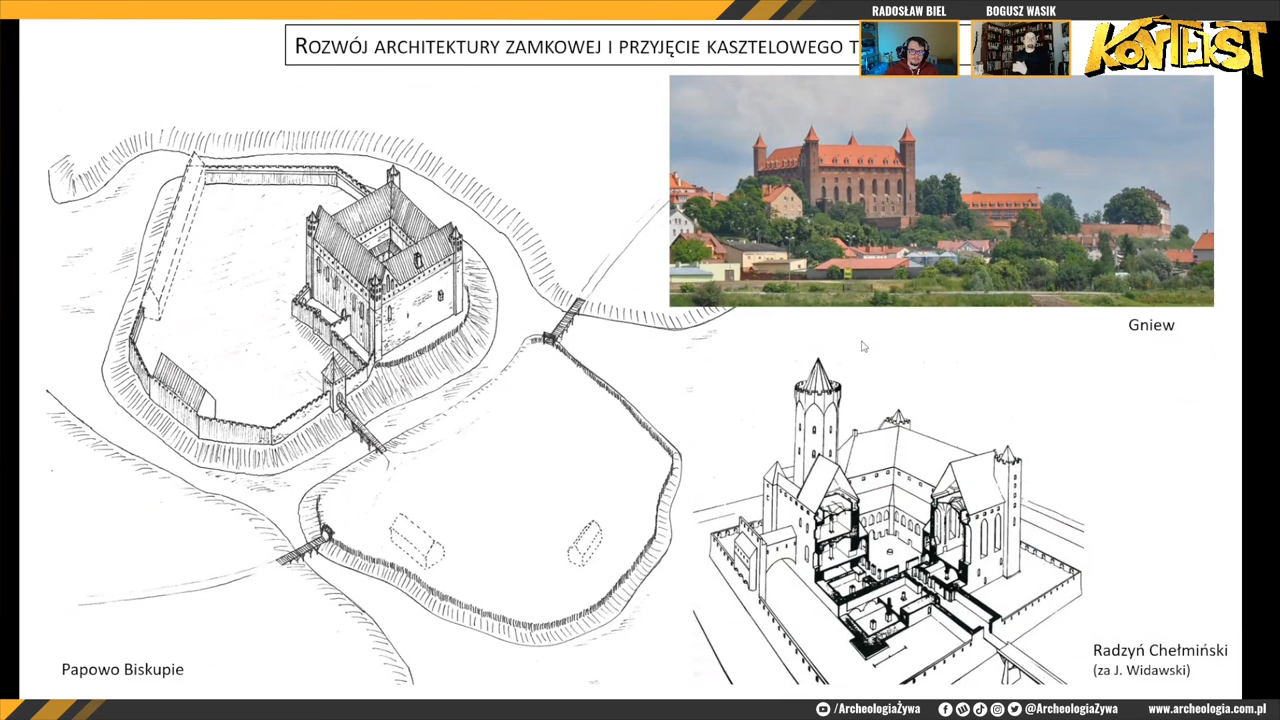 RADOSŁAW BIEL
BOGUSZ WASIK
KONTEKST
ROZWÓJ ARCHITEKTURY ZAMKOWEJ I PRZYJĘCIE KASZTELOWEGO T
Gniew
Papowo Biskupie
Radzyń Chełmiński
(za J. Widawski)
/ArcheologiaŻywa
@ArcheologiaZywa
www.archeologia.com.pl